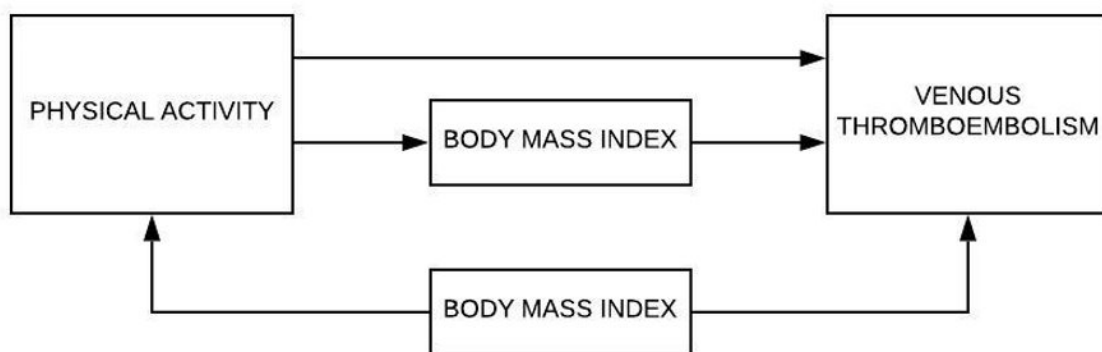 PHYSICAL ACTIVITY
BODY MASS INDEX
VENOUS
THROMBOEMBOLISM
BODY MASS INDEX